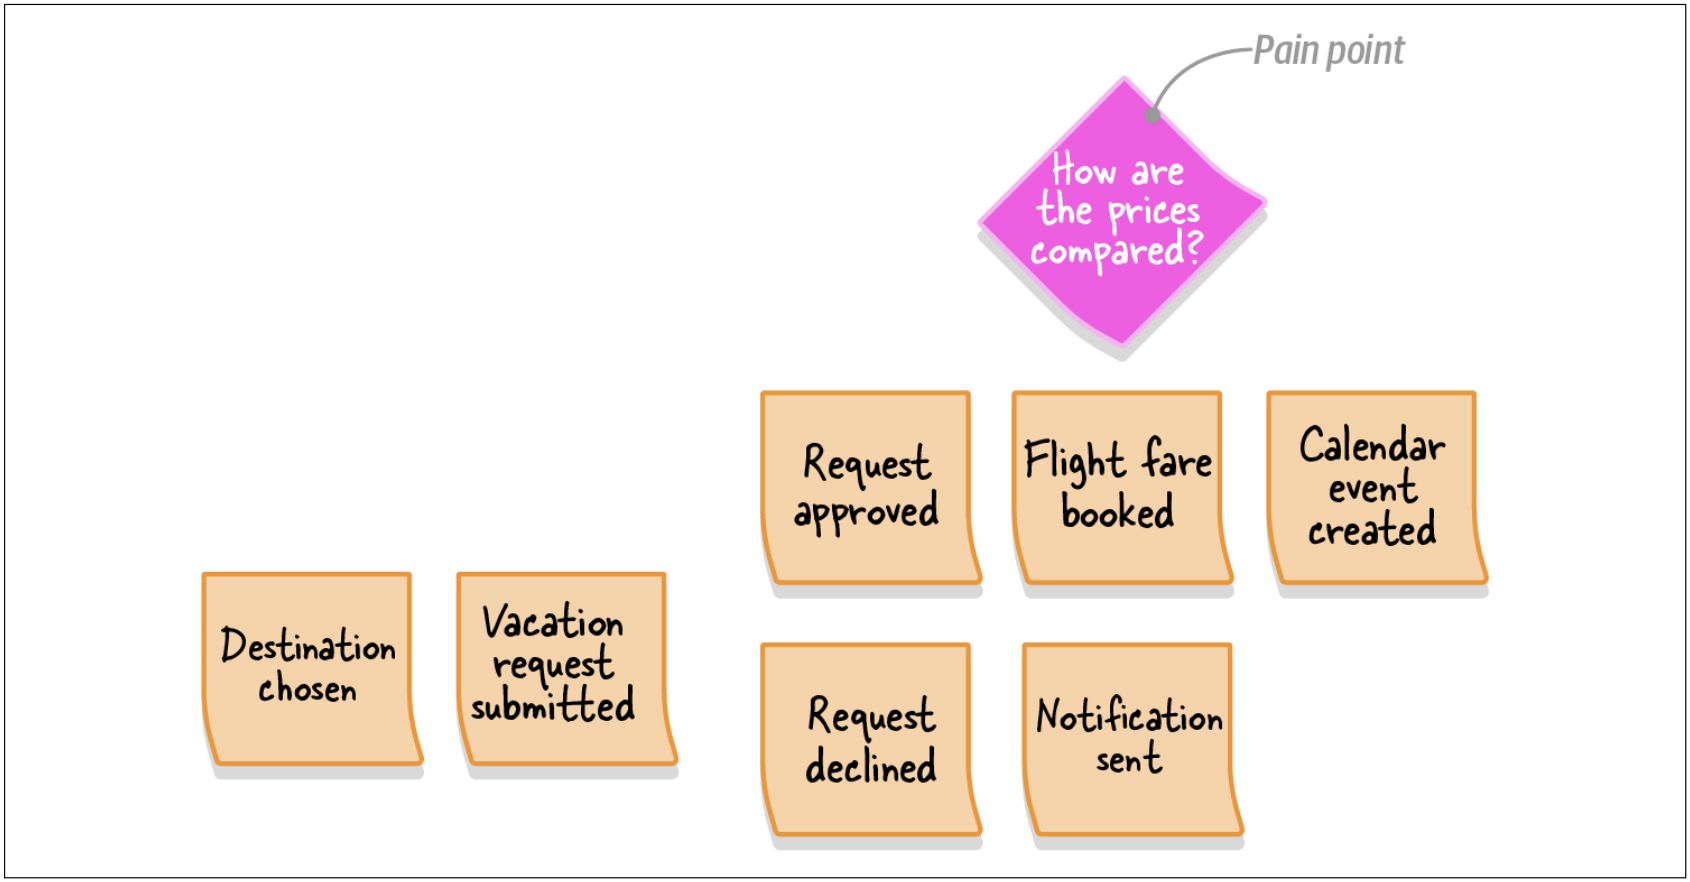 Pain point
How are
the prices
compared?
Request
approved
Flight fare
booked
Calendar
event
created
Destination
chosen
Vacation
request
submitted
Request
declined
Notification
sent